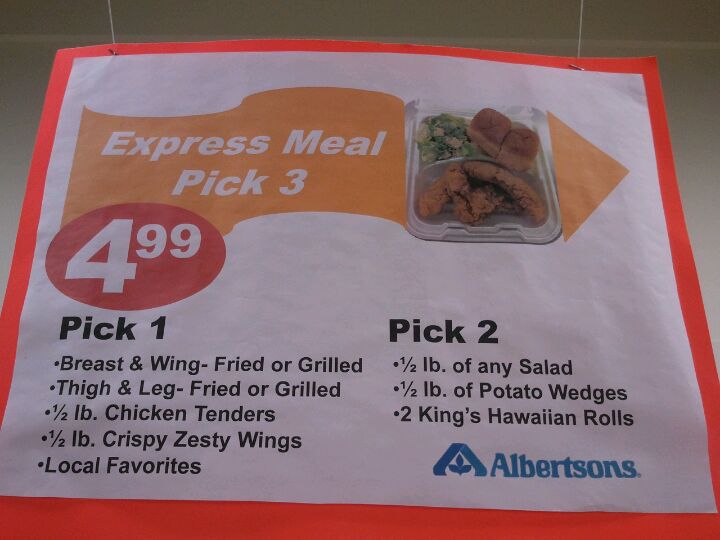 Express Meal
Pick 3
4.99
Pick 1
•Breast & Wing- Fried or Grilled
•Thigh & Leg- Fried or Grilled
•½ lb. Chicken Tenders
•½ lb. Crispy Zesty Wings
•Local Favorites
Pick 2
•½ lb. of any Salad
•½ lb. of Potato Wedges
•2 King's Hawaiian Rolls
Albertsons